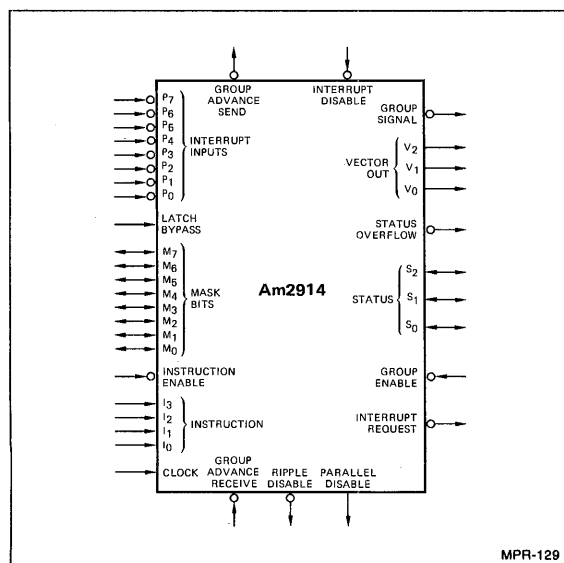 GROUP
ADVANCE
SEND
INTERRUPT
DISABLE
P7
P6
P5
P4
P3
P2
P1
P0
INTERRUPT
INPUTS
LATCH
BYPASS
M7
M6
M5
M4
M3
M2
M1
M0
MASK
BITS
INSTRUCTION
ENABLE
I3
I2
I1
I0
INSTRUCTION
CLOCK
GROUP
ADVANCE
RECEIVE
RIPPLE
DISABLE
PARALLEL
DISABLE
Am2914
GROUP
SIGNAL
VECTOR
OUT
V2
V1
V0
STATUS
OVERFLOW
STATUS
S2
S1
S0
GROUP
ENABLE
INTERRUPT
REQUEST
MPR-129